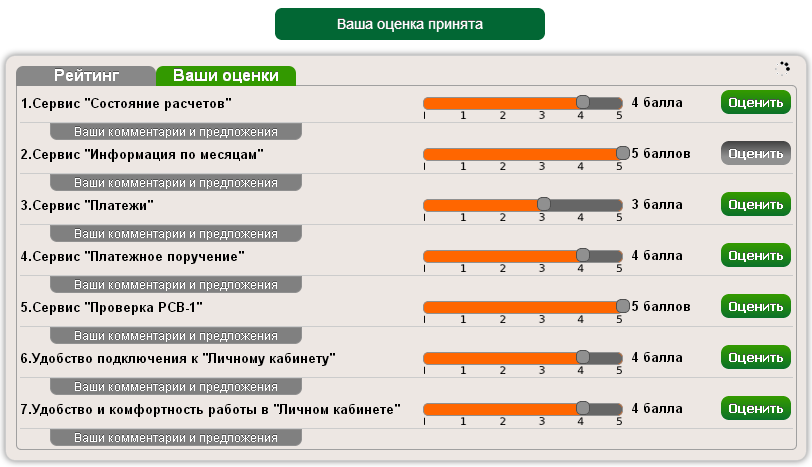 Ваша оценка принята
Рейтинг Ваши оценки
1.Сервис "Состояние расчетов" 4 балла Оценить
I 1 2 3 4 5
Ваши комментарии и предложения
2.Сервис "Информация по месяцам" 5 баллов Оценить
I 1 2 3 4 5
Ваши комментарии и предложения
3.Сервис "Платежи" 3 балла Оценить
I 1 2 3 4 5
Ваши комментарии и предложения
4.Сервис "Платежное поручение" 4 балла Оценить
I 1 2 3 4 5
Ваши комментарии и предложения
5.Сервис "Проверка РСВ-1" 5 баллов Оценить
I 1 2 3 4 5
Ваши комментарии и предложения
6.Удобство подключения к "Личному кабинету" 4 балла Оценить
I 1 2 3 4 5
Ваши комментарии и предложения
7.Удобство и комфортность работы в "Личном кабинете" 4 балла Оценить
I 1 2 3 4 5
Ваши комментарии и предложения